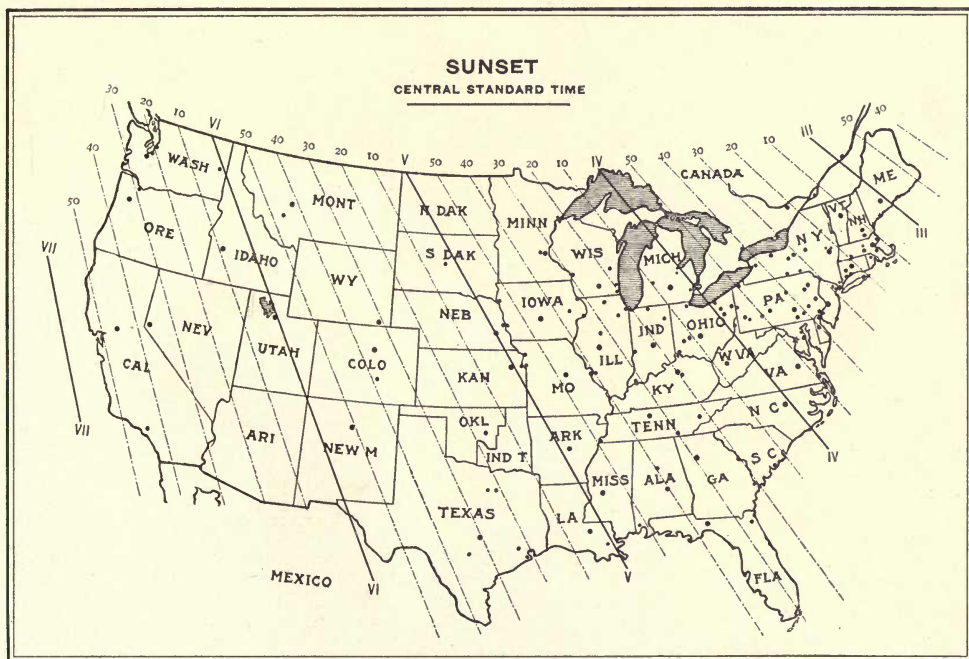 SUNSET
CENTRAL STANDARD TIME
30
20
10
VI
50
40
30
20
10
V
50
40
30
20
10
IV
50
40
30
20
10
III
50
40
40
50
VII
VII
WASH
ORE
IDAHO
MONT
N DAK
S DAK
MINN
WIS
MICH
CANADA
ME
VT
NH
N Y
III
WY
NEB
IOWA
ILL
IND
OHIO
PA
W VA
VA
NEV
UTAH
COLO
KAN
MO
KY
CAL
ARI
NEW M
OKL
IND T
ARK
TENN
N C
S C
IV
TEXAS
LA
MISS
ALA
GA
FLA
MEXICO
VI
V